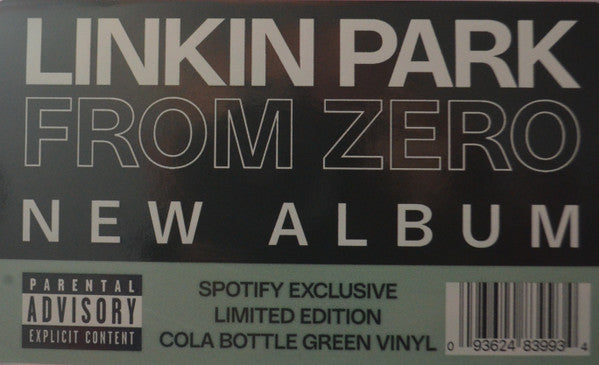 LINKIN PARK
FROM ZERO
NEW ALBUM
PARENTAL
ADVISORY
EXPLICIT CONTENT
SPOTIFY EXCLUSIVE
LIMITED EDITION
COLA BOTTLE GREEN VINYL
0 93624 83993 4